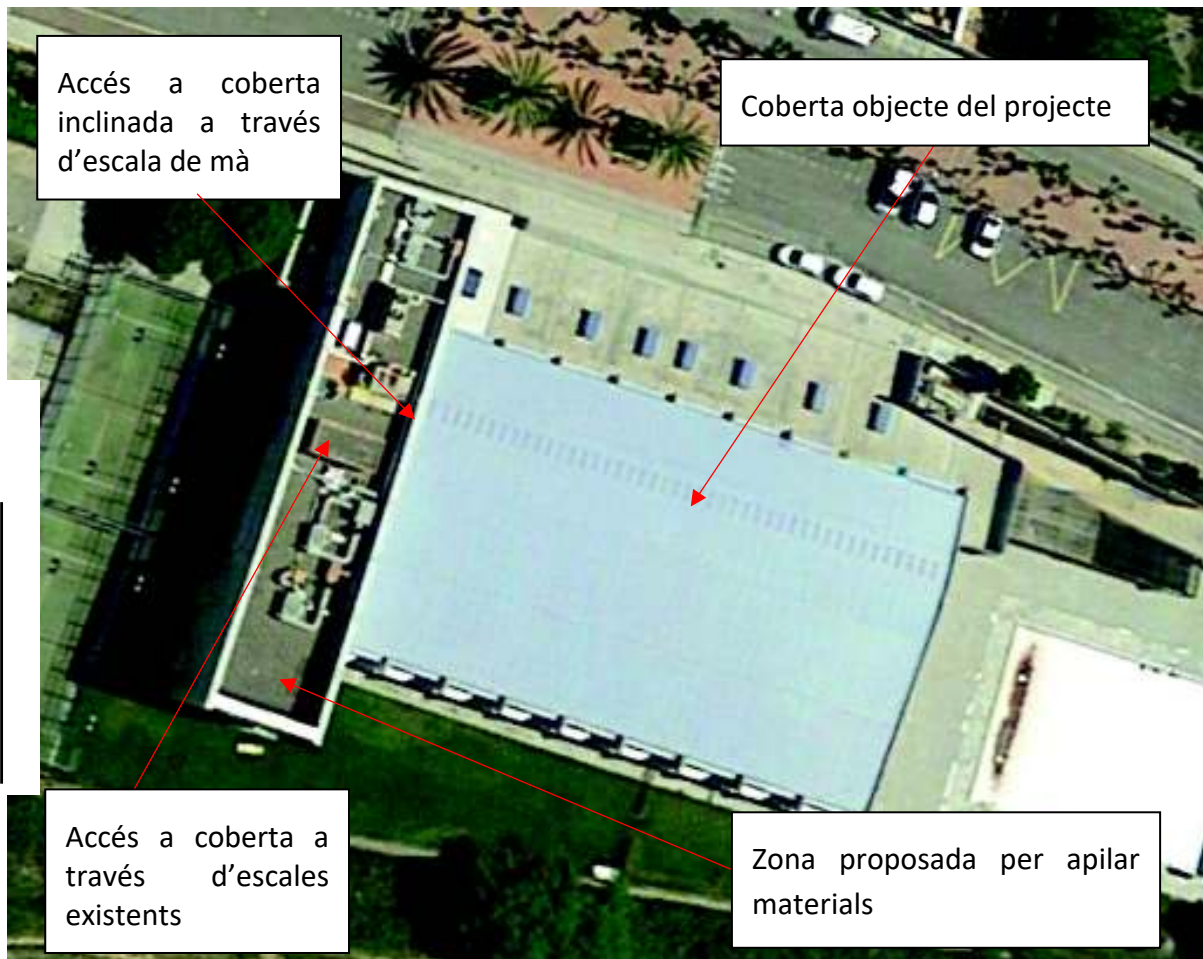 Accés a coberta
inclinada a través
d’escala de mà
Coberta objecte del projecte
Accés a coberta a
través d’escales
existents
Zona proposada per apilar
materials